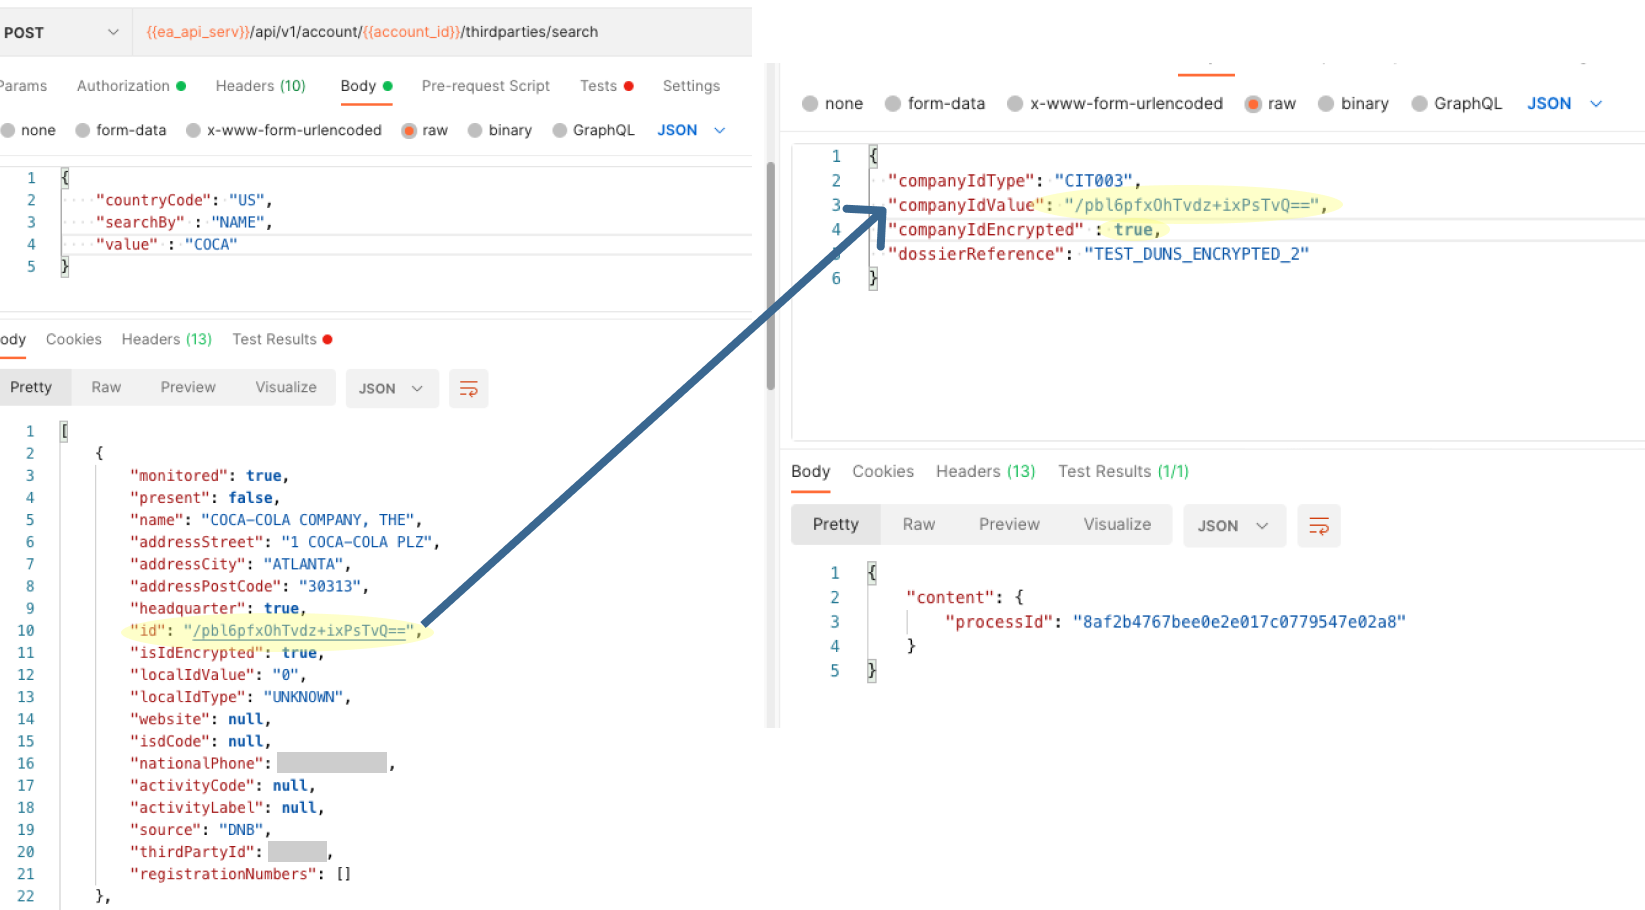 POST {{ea_api_serv}}/api/v1/account/{{account_id}}/thirdparties/search
Params Authorization Headers (10) Body Pre-request Script Tests Settings
none form-data x-www-form-urlencoded raw binary GraphQL JSON
1 {
2 "countryCode": "US",
3 "searchBy" : "NAME",
4 "value" : "COCA"
5 }
ody Cookies Headers (13) Test Results
Pretty Raw Preview Visualize JSON
1 [
2 {
3 "monitored": true,
4 "present": false,
5 "name": "COCA-COLA COMPANY, THE",
6 "addressStreet": "1 COCA-COLA PLZ",
7 "addressCity": "ATLANTA",
8 "addressPostCode": "30313",
9 "headquarter": true,
10 "id": "/pbl6pfxOhTvdz+ixPsTvQ==",
11 "isIdEncrypted": true,
12 "localIdValue": "0",
13 "localIdType": "UNKNOWN",
14 "website": null,
15 "isdCode": null,
16 "nationalPhone": ,
17 "activityCode": null,
18 "activityLabel": null,
19 "source": "DNB",
20 "thirdPartyId": ,
21 "registrationNumbers": []
22 },
none form-data x-www-form-urlencoded raw binary GraphQL JSON
1 {
2 "companyIdType": "CIT003",
3 "companyIdValue": "/pbl6pfxOhTvdz+ixPsTvQ==",
4 "companyIdEncrypted" : true,
5 "dossierReference": "TEST_DUNS_ENCRYPTED_2"
6 }
Body Cookies Headers (13) Test Results (1/1)
Pretty Raw Preview Visualize JSON
1 {
2 "content": {
3 "processId": "8af2b4767bee0e2e017c0779547e02a8"
4 }
5 }